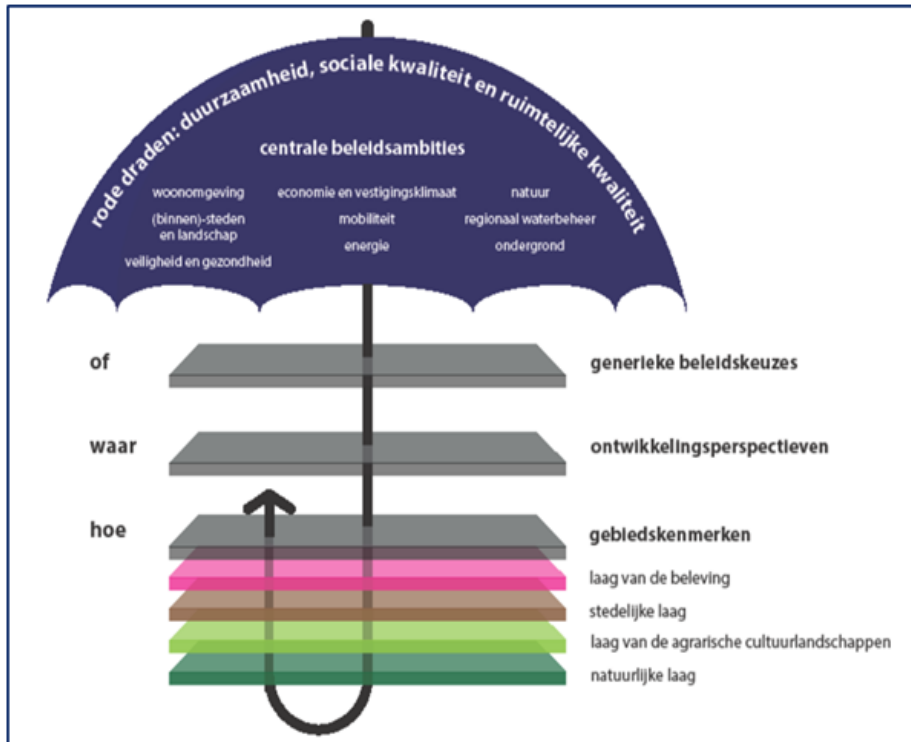 rode draden: duurzaamheid, sociale kwaliteit en ruimtelijke kwaliteit
centrale beleidsambities
woonomgeving
(binnen)-steden
en landschap
veiligheid en gezondheid
economie en vestigingsklimaat
mobiliteit
energie
natuur
regionaal waterbeheer
ondergrond
of
generieke beleidskeuzes
waar
ontwikkelingsperspectieven
hoe
gebiedskenmerken
laag van de beleving
stedelijke laag
laag van de agrarische cultuurlandschappen
natuurlijke laag